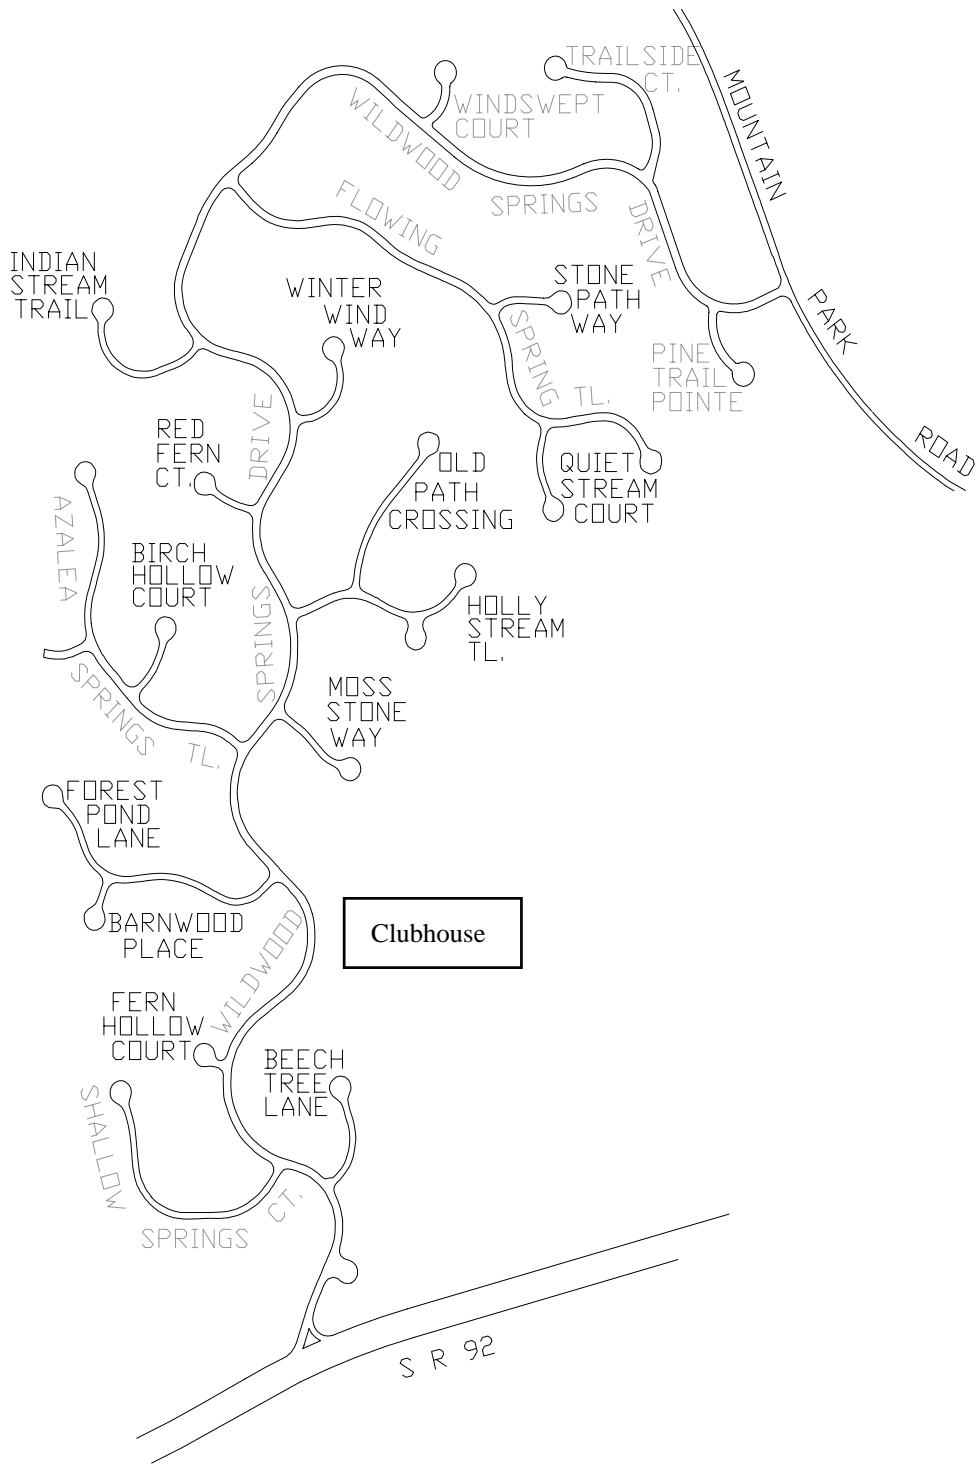 TRAILSIDE
CT.
MOUNTAIN
PARK
ROAD
WINDSWEPT
COURT
WILDWOOD
SPRINGS
DRIVE
FLOWING
SPRING
TL.
INDIAN
STREAM
TRAIL
WINTER
WIND
WAY
STONE
PATH
WAY
PINE
TRAIL
POINTE
RED
FERN
CT.
DRIVE
OLD
PATH
CROSSING
QUIET
STREAM
COURT
AZALEA
SPRINGS
TL.
BIRCH
HOLLOW
COURT
SPRINGS
HOLLY
STREAM
TL.
MOSS
STONE
WAY
FOREST
POND
LANE
BARNWOOD
PLACE
WILDWOOD
Clubhouse
FERN
HOLLOW
COURT
BEECH
TREE
LANE
SHALLOW
SPRINGS
CT.
S R 92